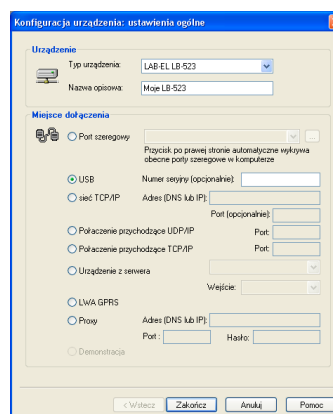 Konfiguracja urządzenia: ustawienia ogólne
Urządzenie
Typ urządzenia: LAB-EL LB-523
Nazwa opisowa: Moje LB-523
Miejsce dołączenia
Port szeregowy ...
Przycisk po prawej stronie automatyczne wykrywa
obecne porty szeregowe w komputerze
USB Numer seryjny (opcjonalnie):
sieć TCP/IP Adres (DNS lub IP):
Port (opcjonalnie):
Połaczenie przychodzące UDP/IP Port:
Połaczenie przychodzące TCP/IP Port:
Urządzenie z serwera
Wejście:
LWA GPRS
Proxy Adres (DNS lub IP):
Port : Hasło:
Demonstracja
< Wstecz Zakończ Anuluj Pomoc